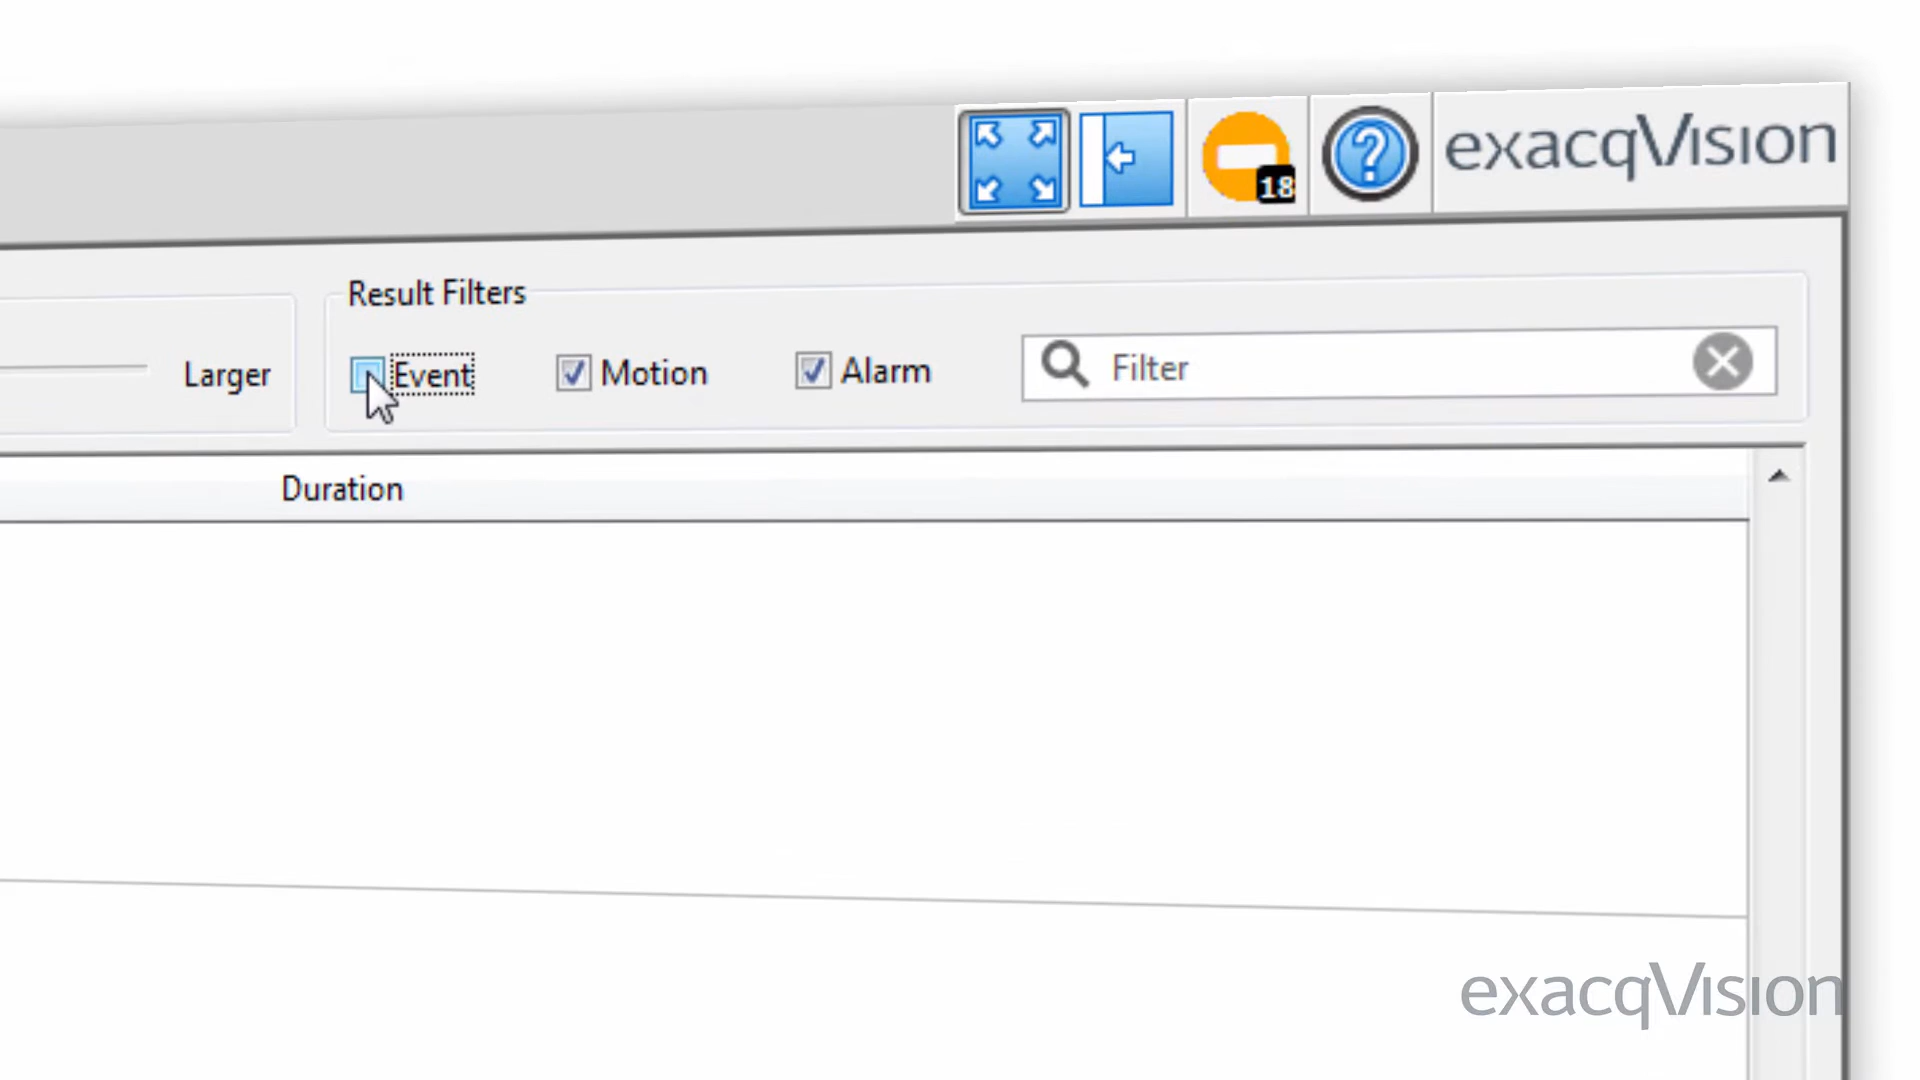 18
?
exacqVision
Result Filters
Larger
Event
Motion
Alarm
Filter
Duration
exacqVision